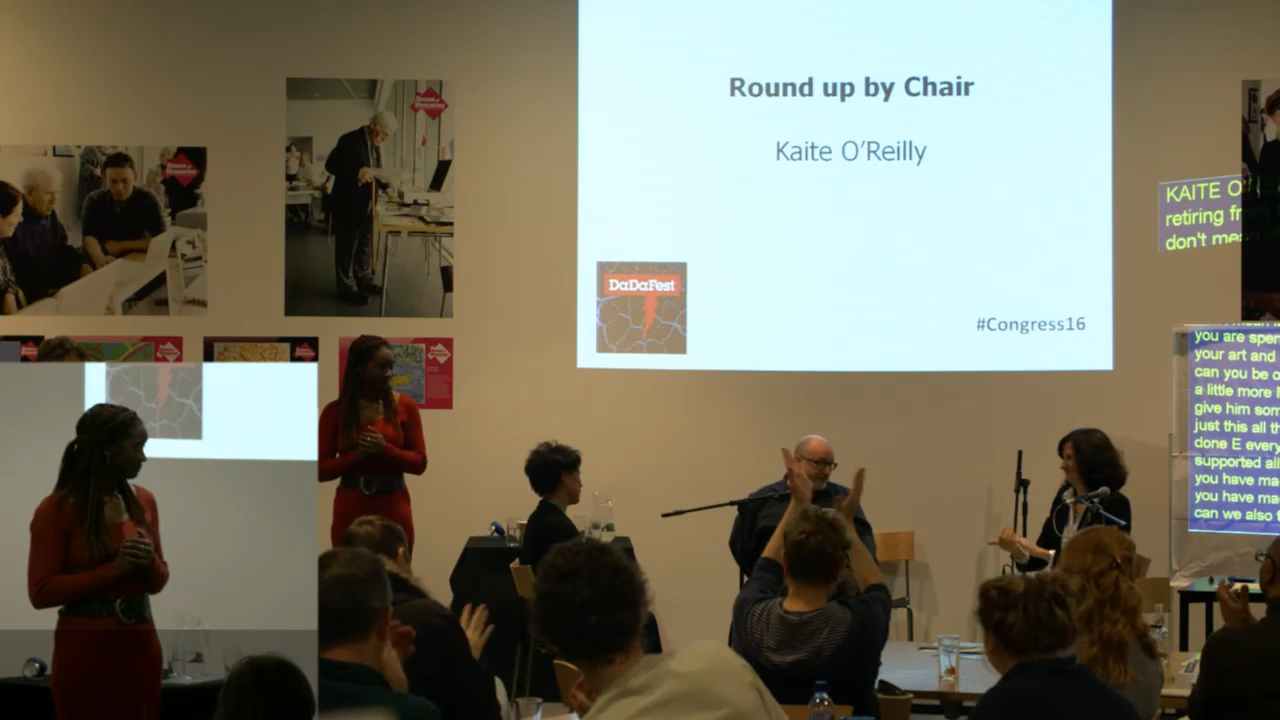 Round up by Chair
Kaite O'Reilly
DaDaFest
#Congress16
KAITE O
retiring fr
don't mea
you are spen
your art and
can you be o
a little more
give him som
just this all th
done E every
supported all
you have ma
you have ma
can we also